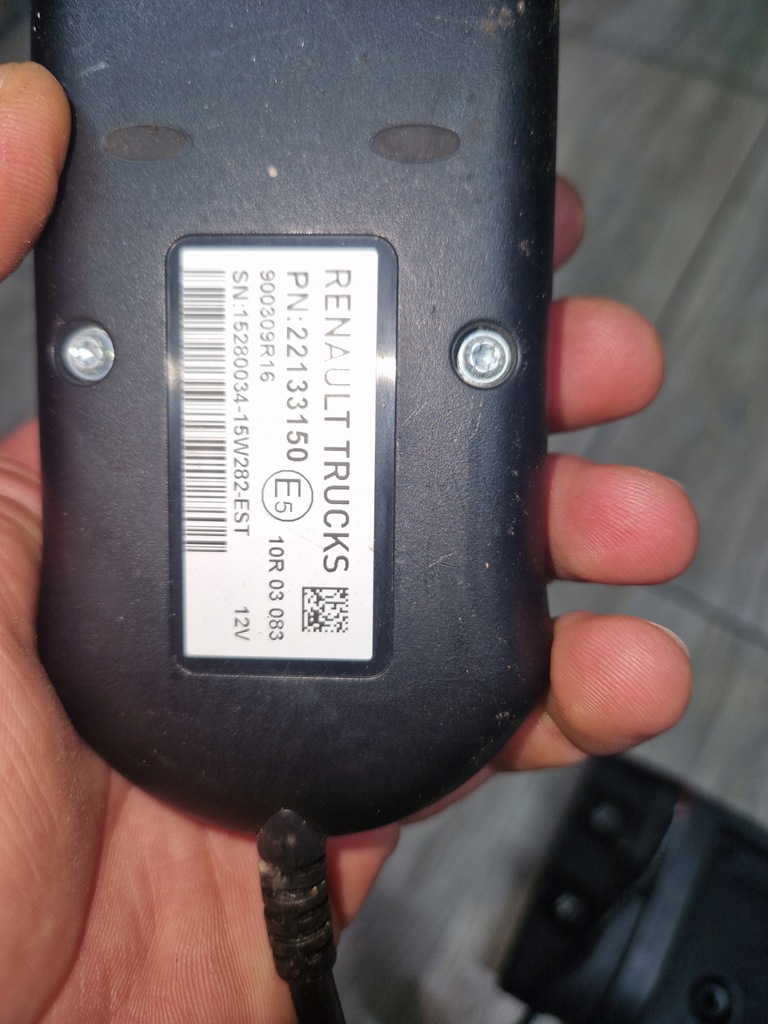 RENAULT TRUCKS
PN:22133150
E5
10R 03 083
900309R16
12V
SN:15280034-15W282-EST